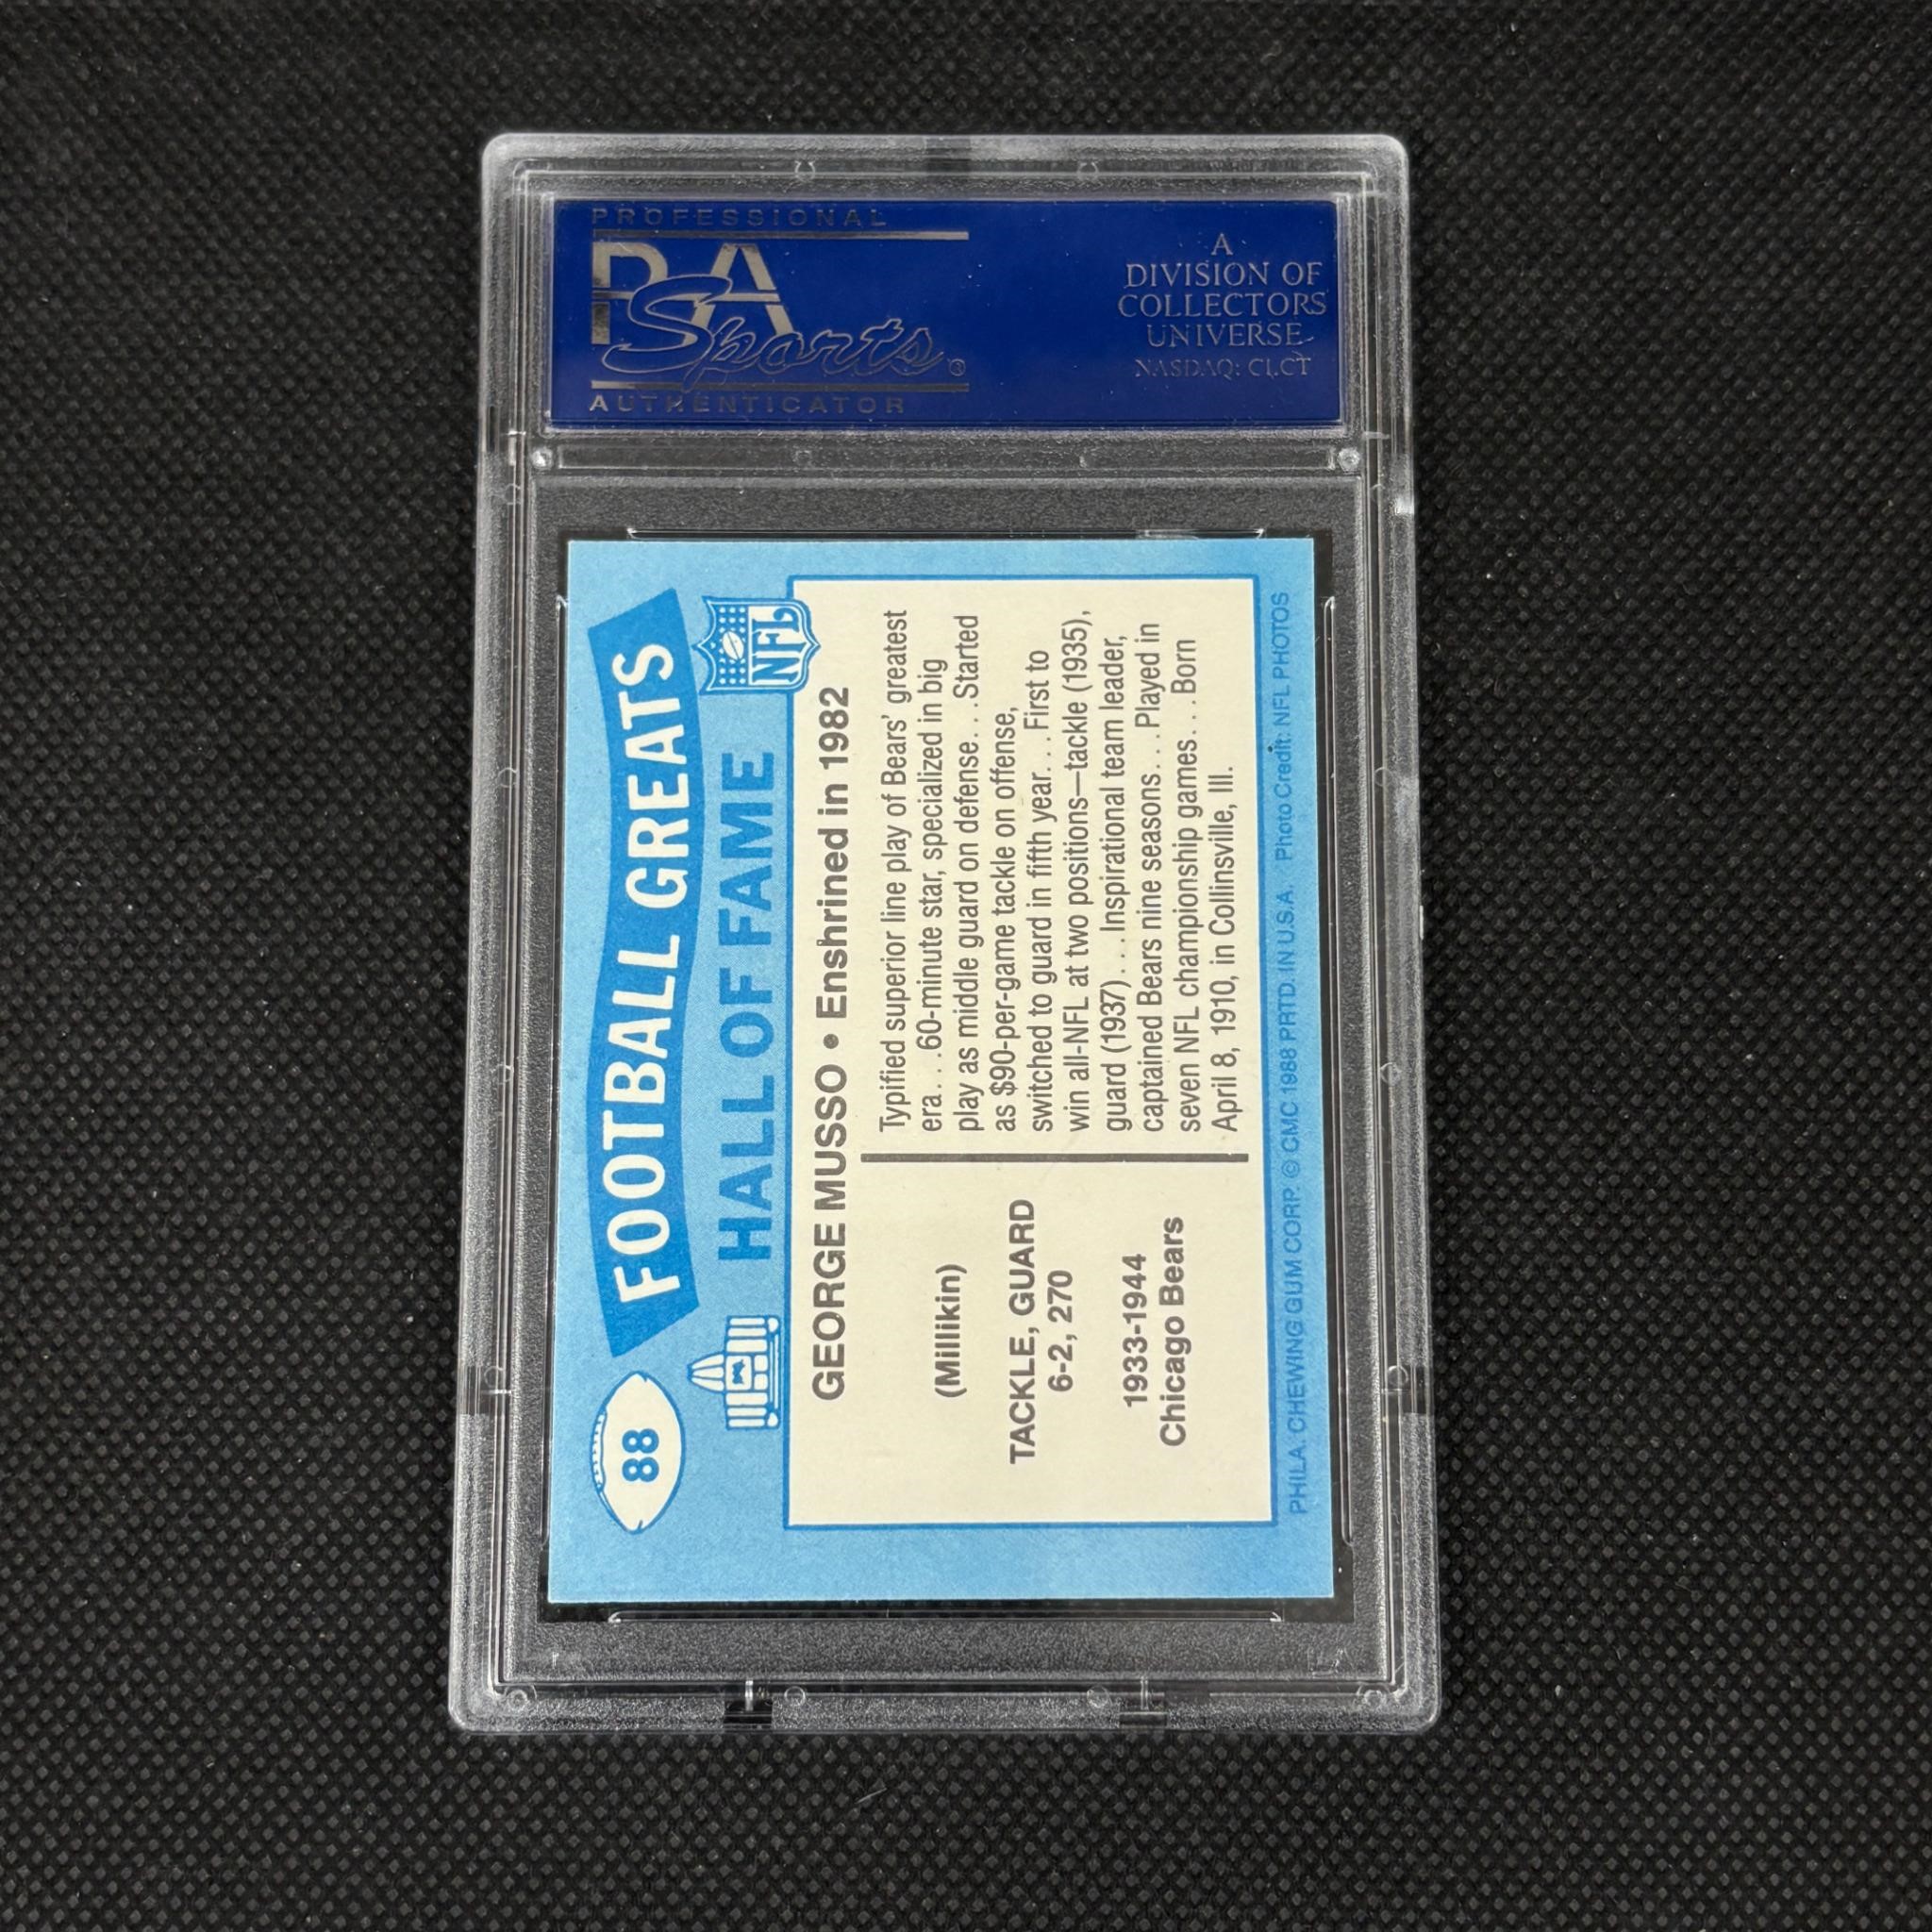 PROFESSIONAL
PSA
Sports®
AUTHENTICATOR
A
DIVISION OF
COLLECTORS
UNIVERSE
NASDAQ: CLCT
88
FOOTBALL GREATS
HALL OF FAME
NFL
GEORGE MUSSO • Enshrined in 1982
(Millikin)
TACKLE, GUARD
6-2, 270
1933-1944
Chicago Bears
Typified superior line play of Bears' greatest
era. . .60-minute star, specialized in big
play as middle guard on defense. . .Started
as $90-per-game tackle on offense,
switched to guard in fifth year. . . First to
win all-NFL at two positions—tackle (1935),
guard (1937). . . Inspirational team leader,
captained Bears nine seasons. . . Played in
seven NFL championship games. . . Born
April 8, 1910, in Collinsville, Ill.
PHILA. CHEWING GUM CORP. © CMC 1988 PRTD. IN U.S.A. Photo Credit: NFL PHOTOS